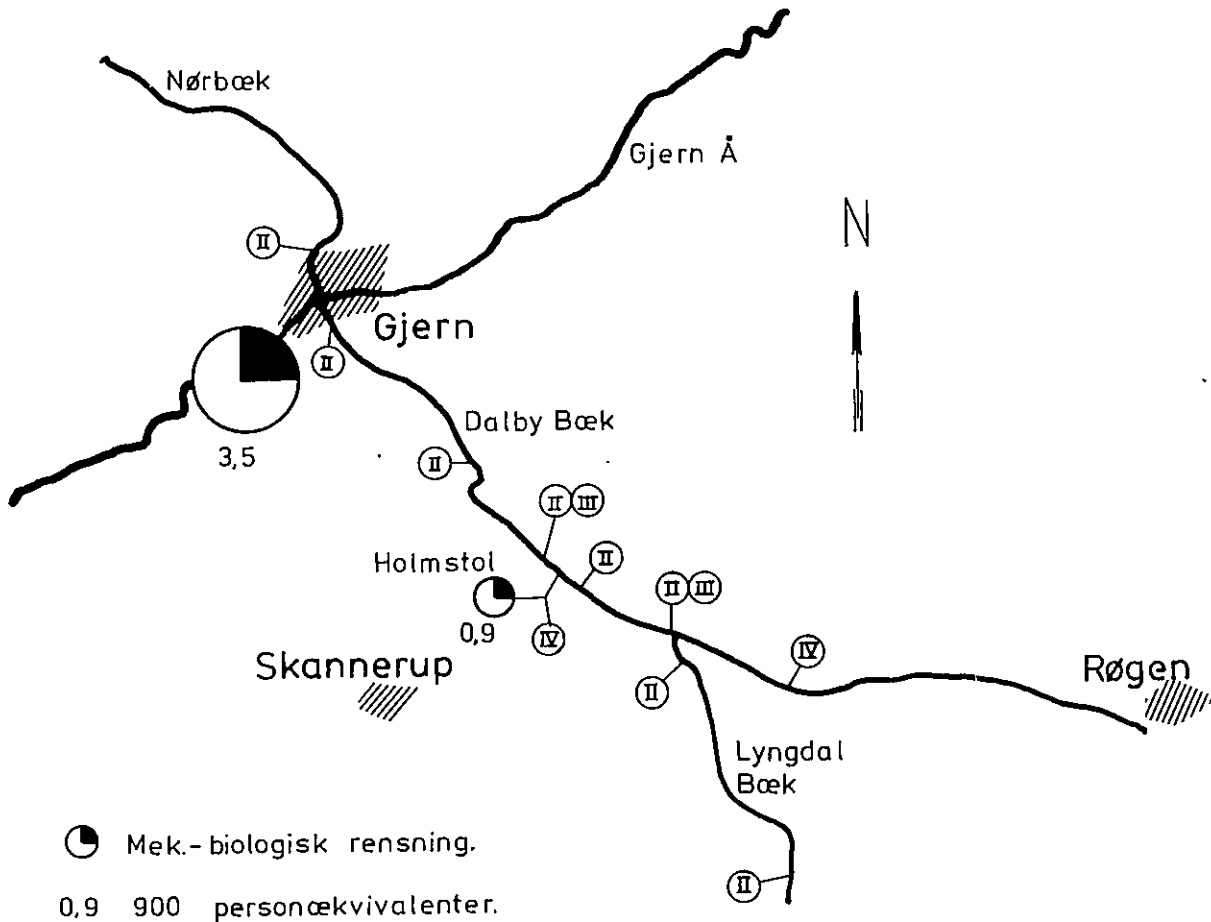 Nørbæk
Gjern Å
N
II
Gjern
II
3,5
Dalby Bæk
II
II III
Holmstol
II
II III
0,9
IV
IV
Skannerup
Røgen
II
Lyngdal
Bæk
II
Mek.-biologisk rensning.
0,9 900 personækvivalenter.